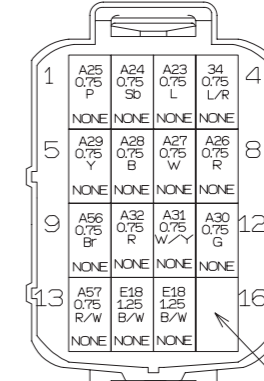 1 A25 A24 A23 34 4
0.75 0.75 0.75 0.75
P Sb L L/R
NONE NONE NONE NONE
5 A29 A28 A27 A26 8
0.75 0.75 0.75 0.75
Y B W R
NONE NONE NONE NONE
9 A56 A32 A31 A30 12
0.75 0.75 0.75 0.75
Br R W/Y G
NONE NONE NONE NONE
13 A57 E18 E18 16
0.75 1.25 1.25
R/W B/W B/W
NONE NONE NONE